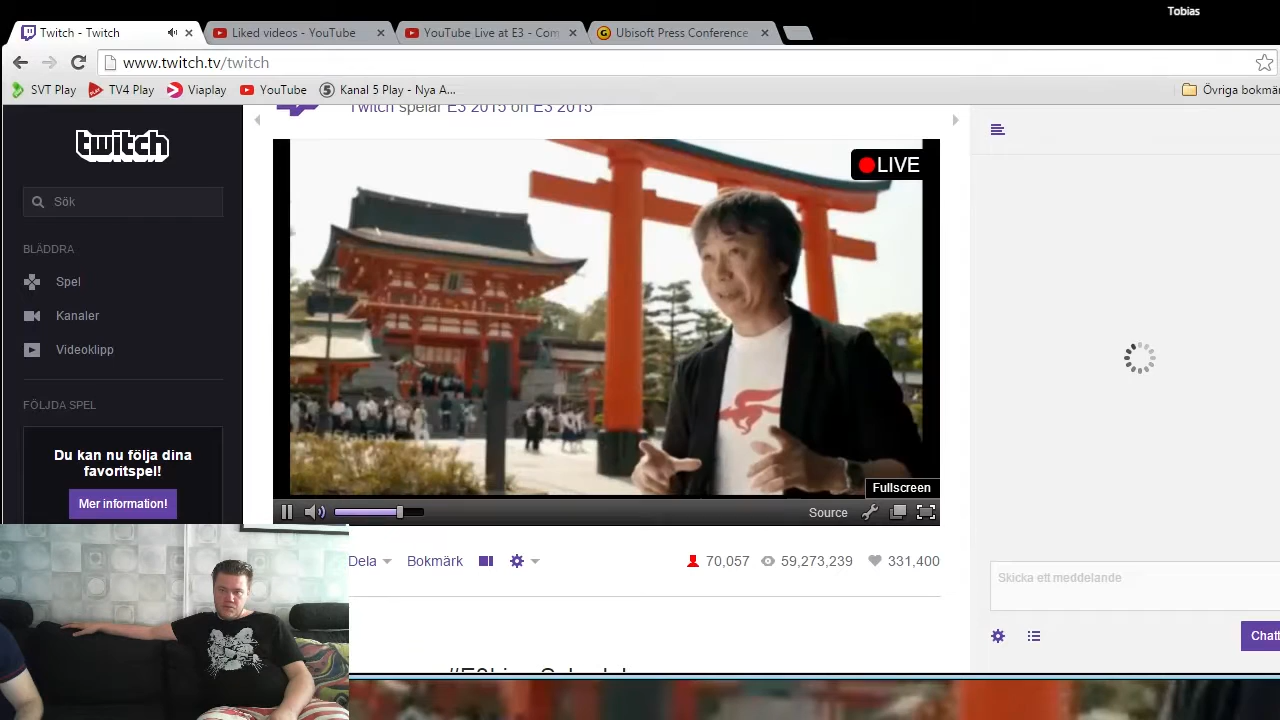 Tobias
Twitch - Twitch
Liked videos - YouTube
YouTube Live at E3 - Com
Ubisoft Press Conference
www.twitch.tv/twitch
SVT Play
TV4 Play
Viaplay
YouTube
Kanal 5 Play - Nya A...
Övriga bokmär
twitch
Twitch spelar E3 2015 on E3 2015
LIVE
Sök
BLÄDDRA
Spel
Kanaler
Videoklipp
FÖLJDA SPEL
Du kan nu följa dina
favoritspel!
Mer information!
StarFox
Fullscreen
Source
Dela
Bokmärk
70,057
59,273,239
331,400
Skicka ett meddelande
Chatt